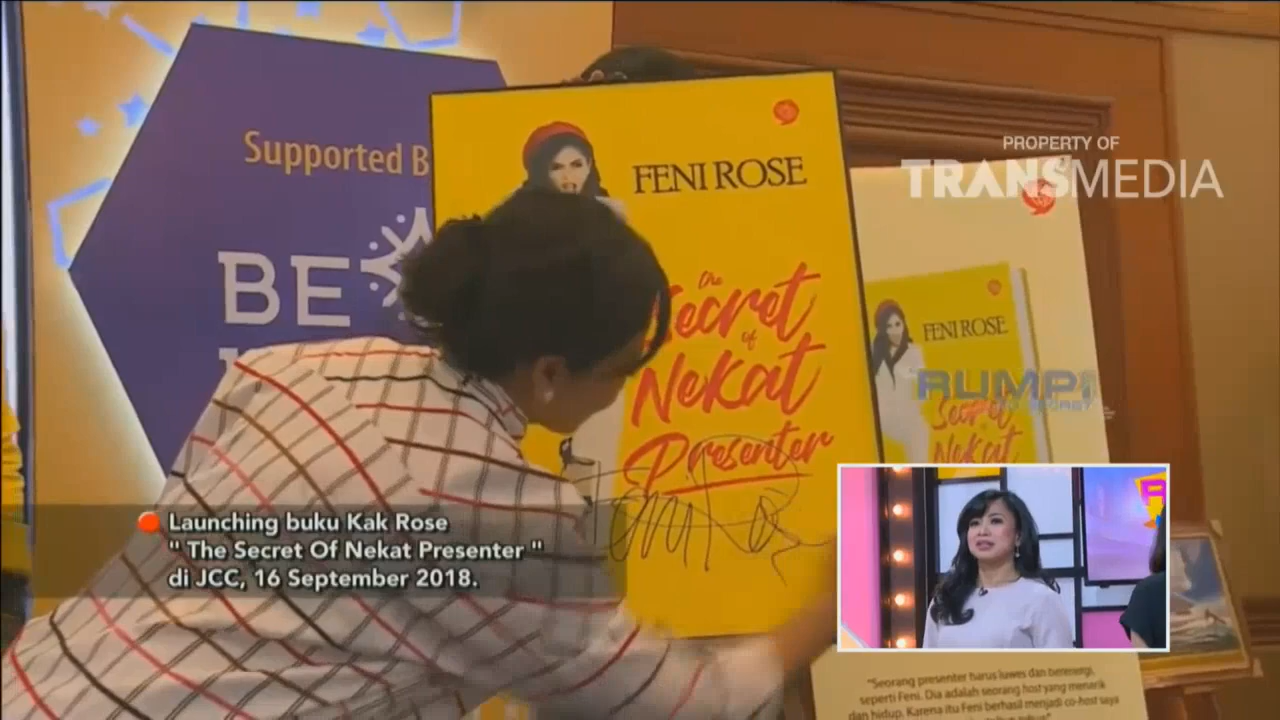 PROPERTY OF
TRANSMEDIA
Supported B
BE
FENI ROSE
The
Secret
of
Nekat
Presenter
FENI ROSE
RUMPI
Secret
Nekat
Launching buku Kak Rose
" The Secret Of Nekat Presenter "
di JCC, 16 September 2018.
"Seorang presenter harus luwes dan berenergi,
seperti Feni. Dia adalah seorang host yang menarik
dan hidup. Karena itu Feni berhasil menjadi co-host saya